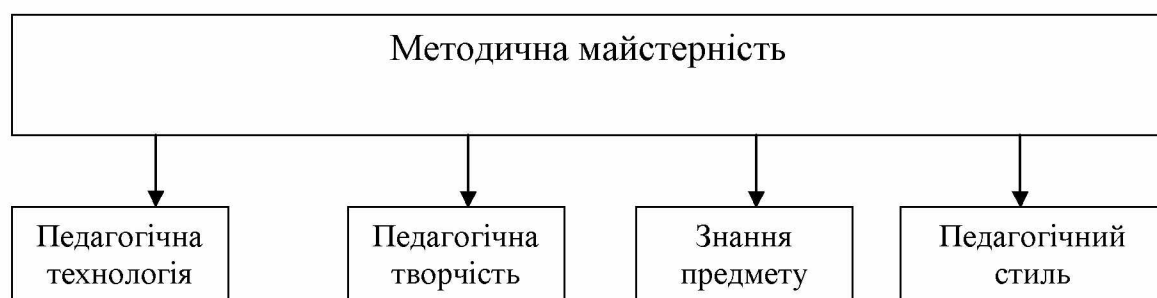 Методична майстерність
Педагогічна
технологія
Педагогічна
творчість
Знання
предмету
Педагогічний
стиль